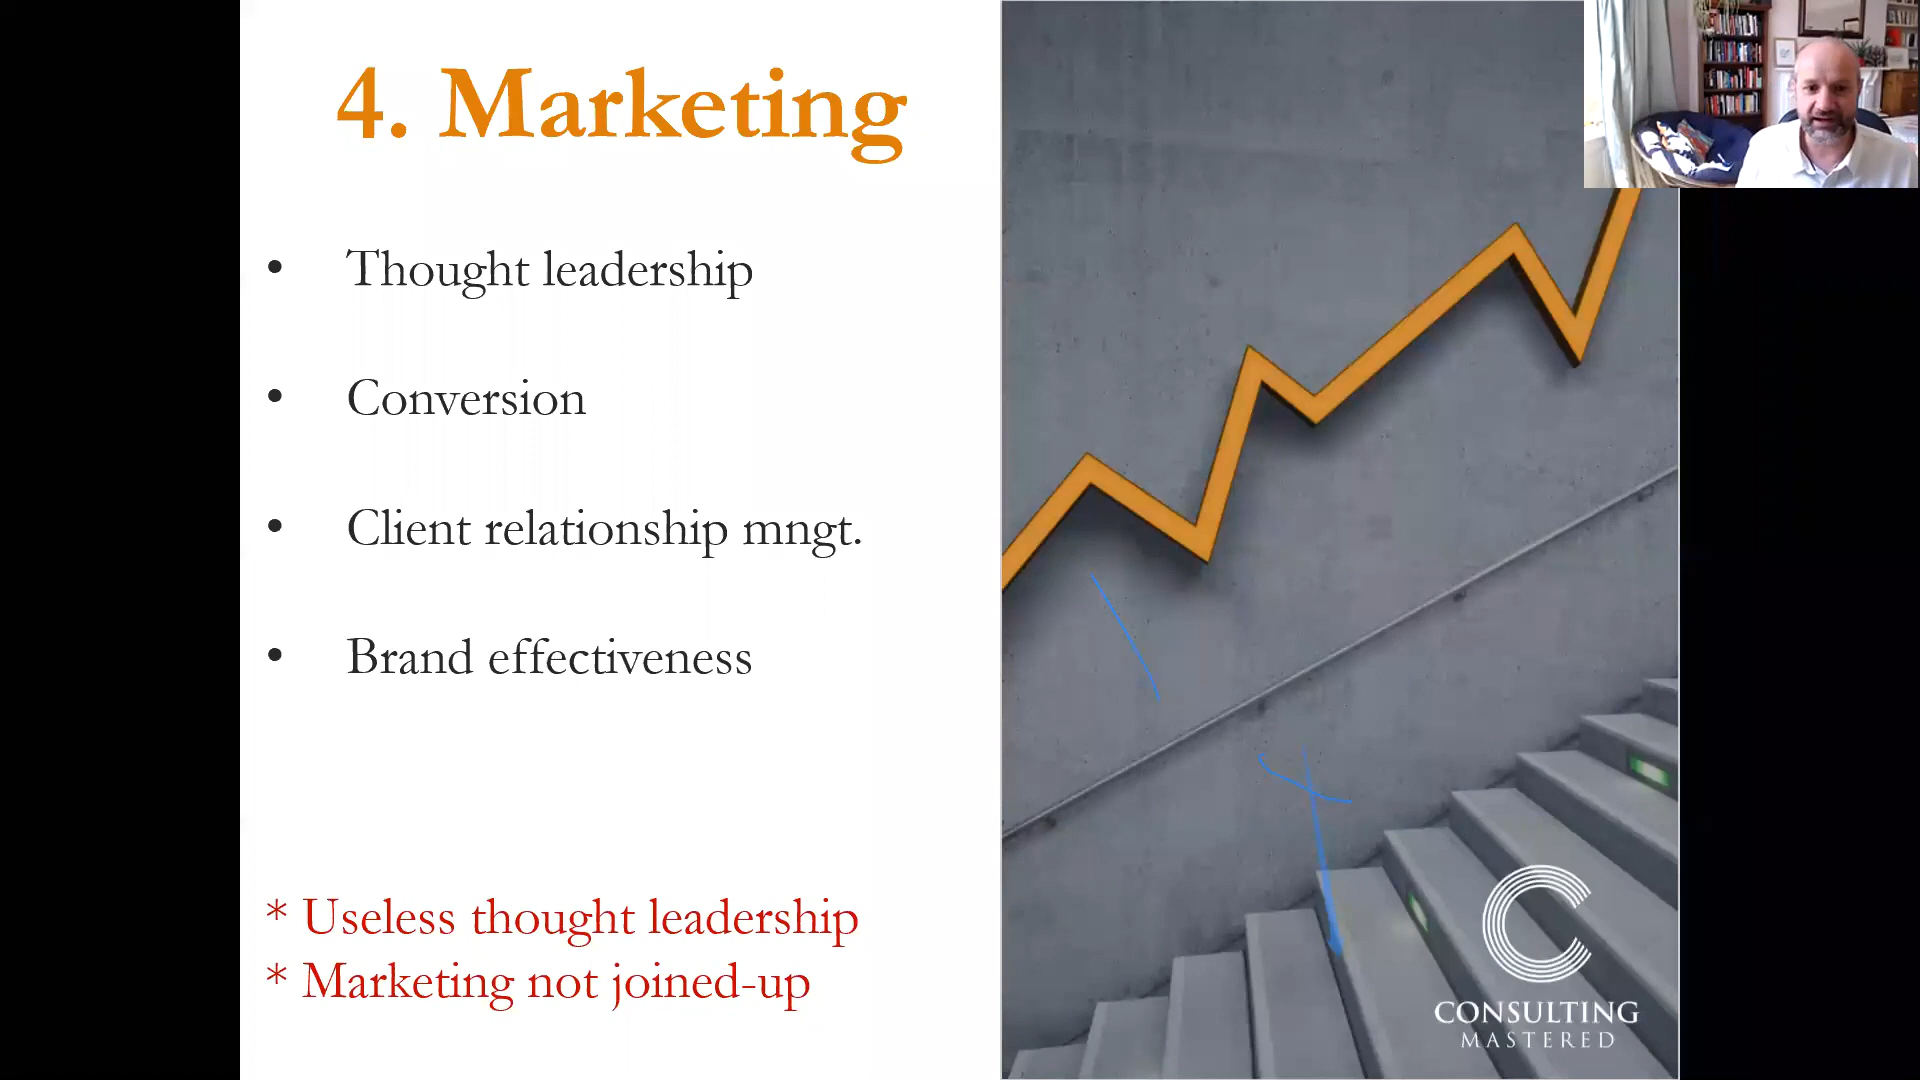 4. Marketing
• Thought leadership
• Conversion
• Client relationship mngt.
• Brand effectiveness
* Useless thought leadership
* Marketing not joined-up
CONSULTING
MASTERED